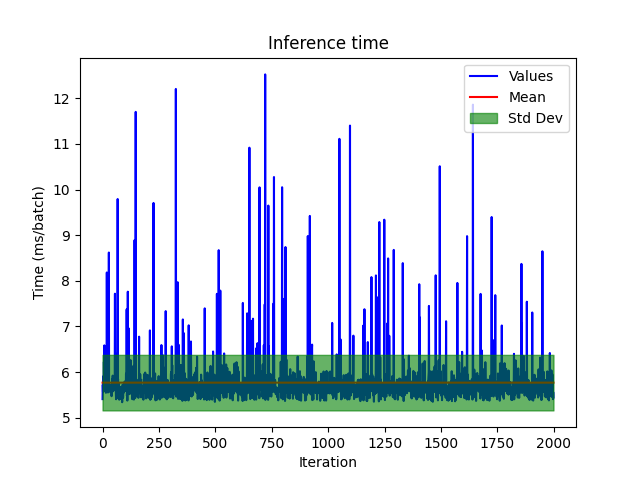 Inference time
Values
Mean
Std Dev
Time (ms/batch)
12
11
10
9
8
7
6
5
0 250 500 750 1000 1250 1500 1750 2000
Iteration